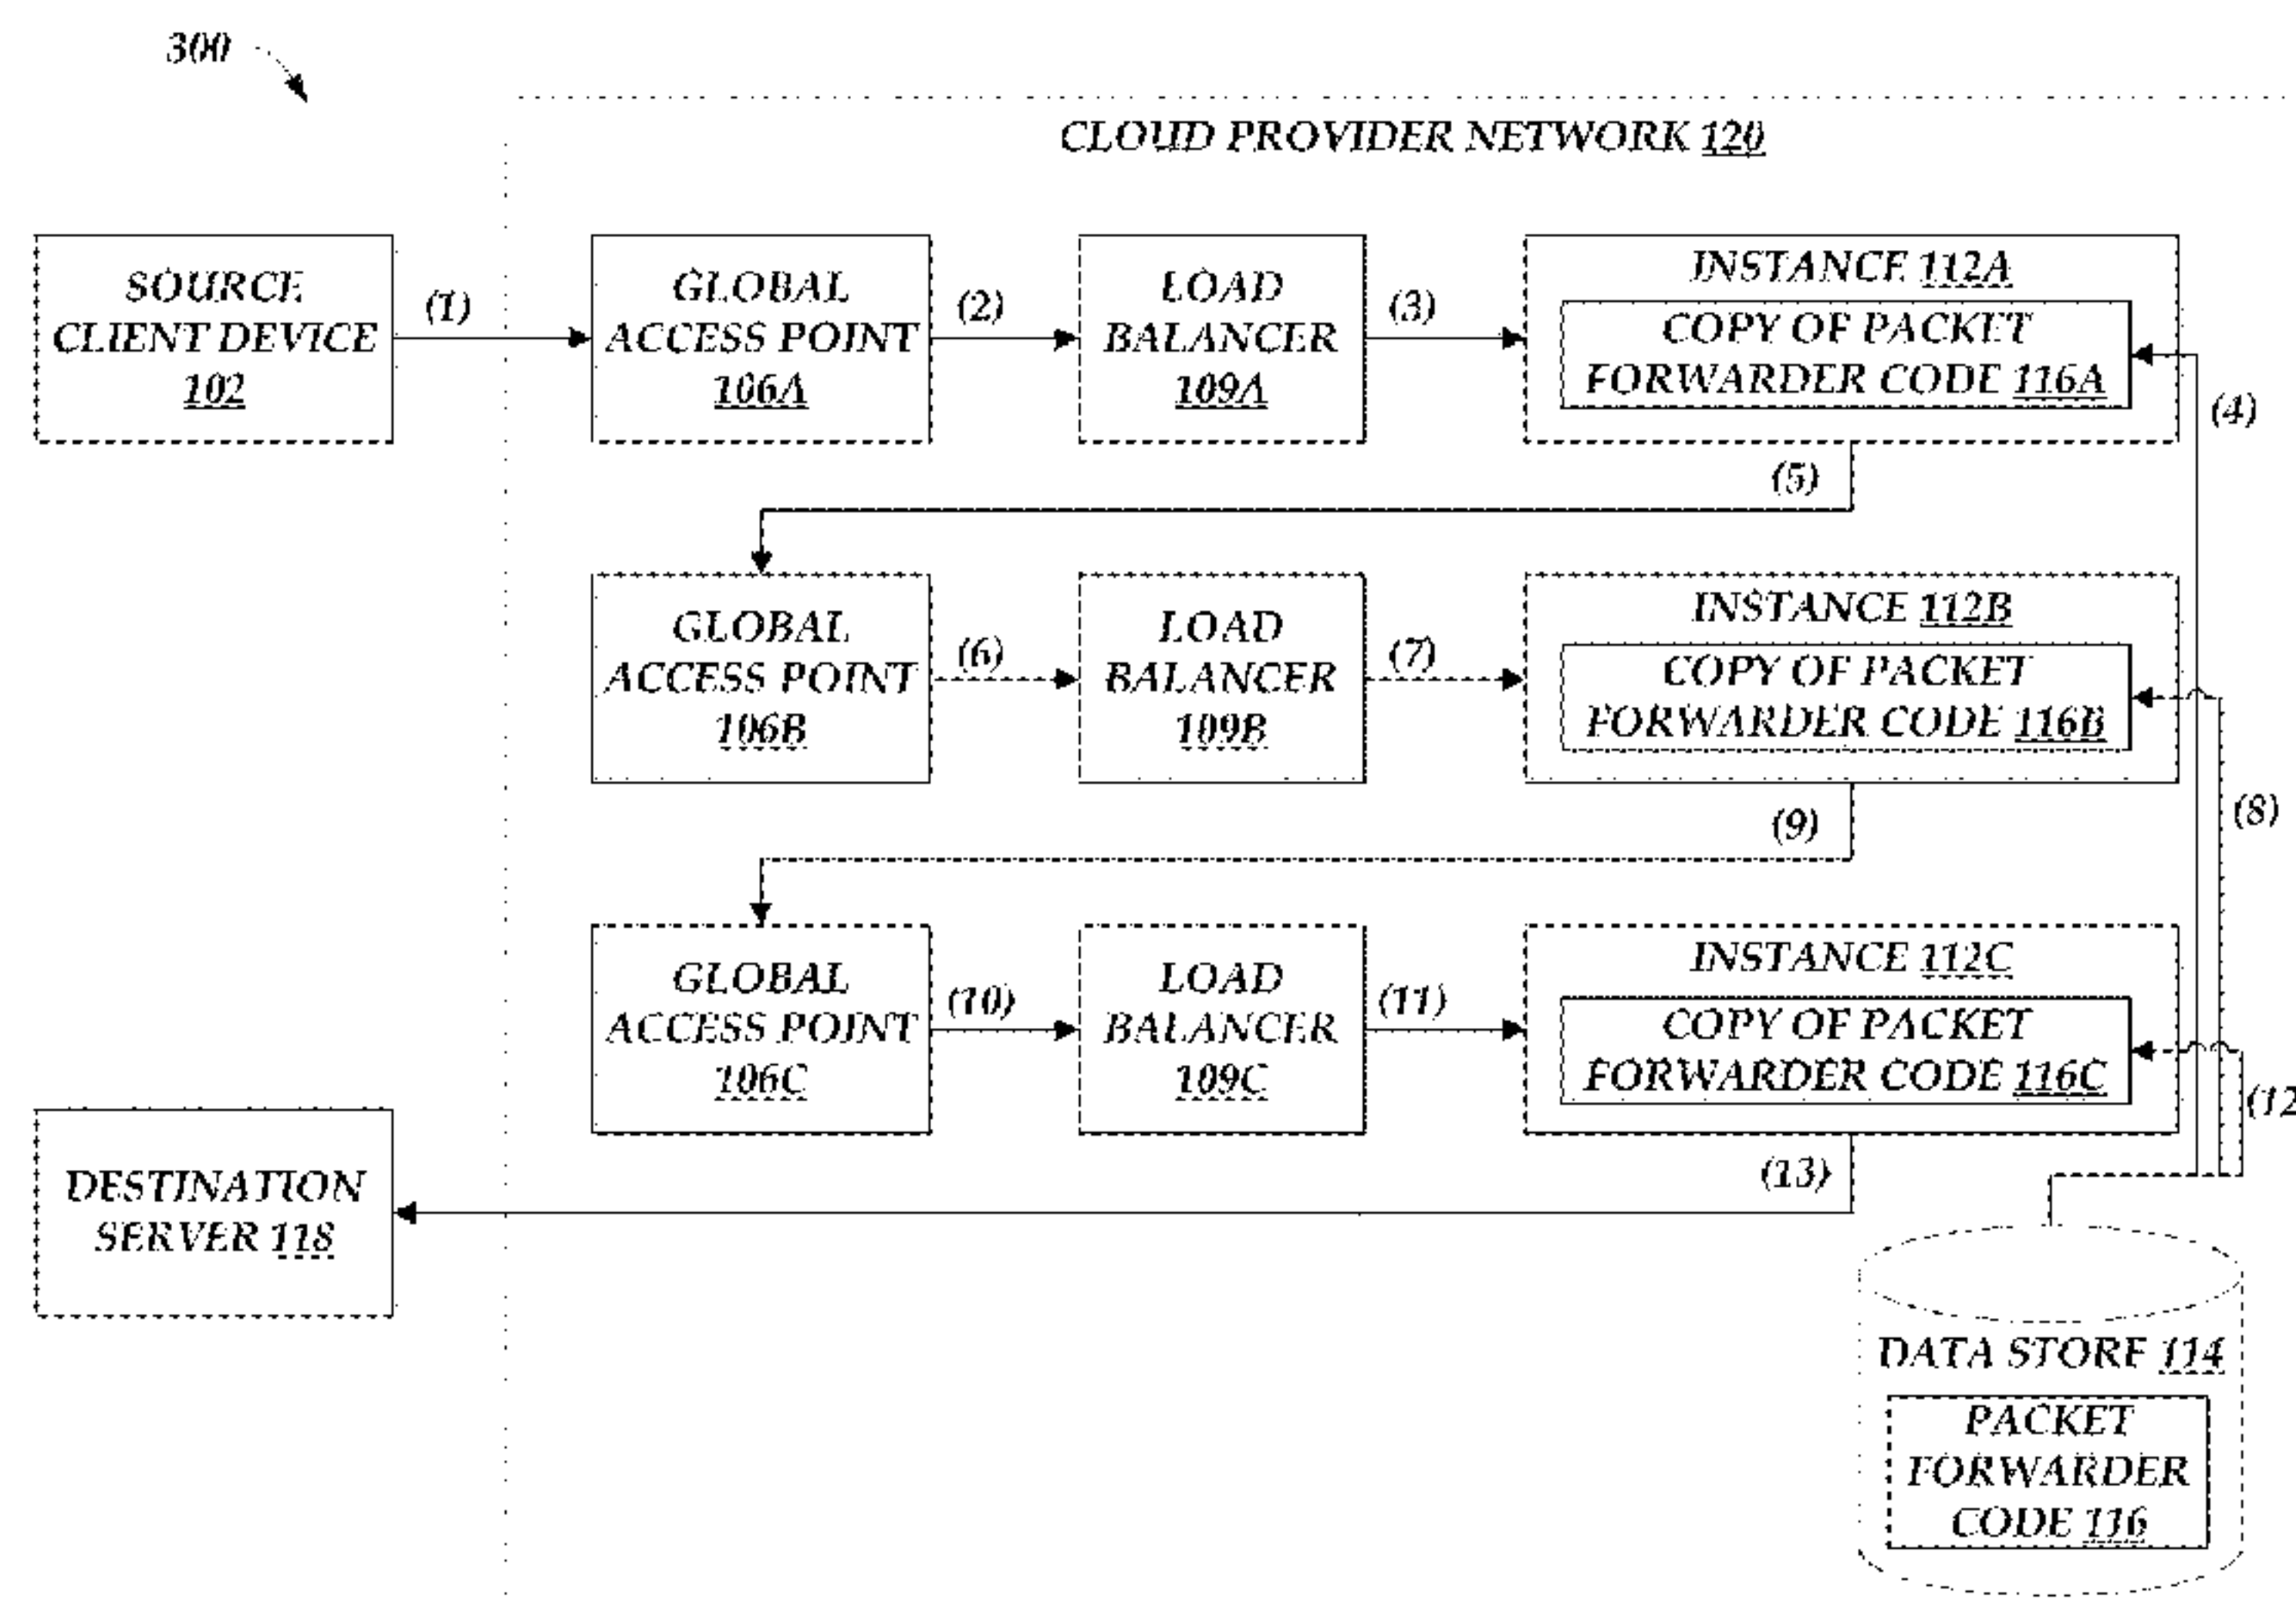 300
CLOUD PROVIDER NETWORK 120
SOURCE
CLIENT DEVICE
102
(1)
GLOBAL
ACCESS POINT
106A
(2)
LOAD
BALANCER
109A
(3)
INSTANCE 112A
COPY OF PACKET
FORWARDER CODE 116A
(4)
(5)
GLOBAL
ACCESS POINT
106B
(6)
LOAD
BALANCER
109B
(7)
INSTANCE 112B
COPY OF PACKET
FORWARDER CODE 116B
(8)
(9)
GLOBAL
ACCESS POINT
106C
(10)
LOAD
BALANCER
109C
(11)
INSTANCE 112C
COPY OF PACKET
FORWARDER CODE 116C
(12
(13)
DESTINATION
SERVER 118
DATA STORE 114
PACKET
FORWARDER
CODE 116